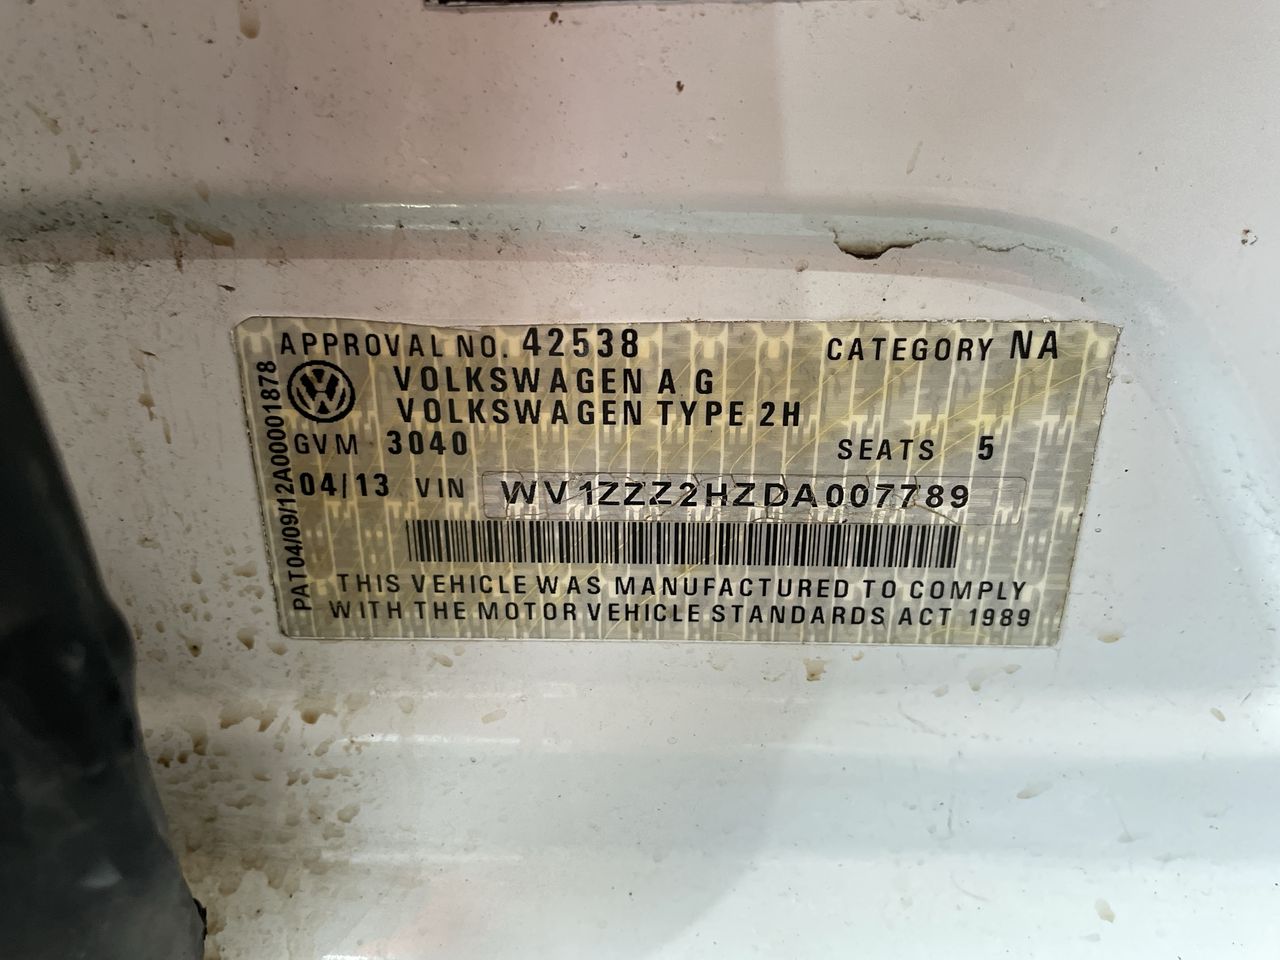 APPROVAL NO. 42538 CATEGORY NA
VOLKSWAGEN A G
VOLKSWAGEN TYPE 2H
GVM 3040 SEATS 5
04/13 VIN WV1ZZZ2HZDA007789
THIS VEHICLE WAS MANUFACTURED TO COMPLY
WITH THE MOTOR VEHICLE STANDARDS ACT 1989
PAT04/09/12A00001878